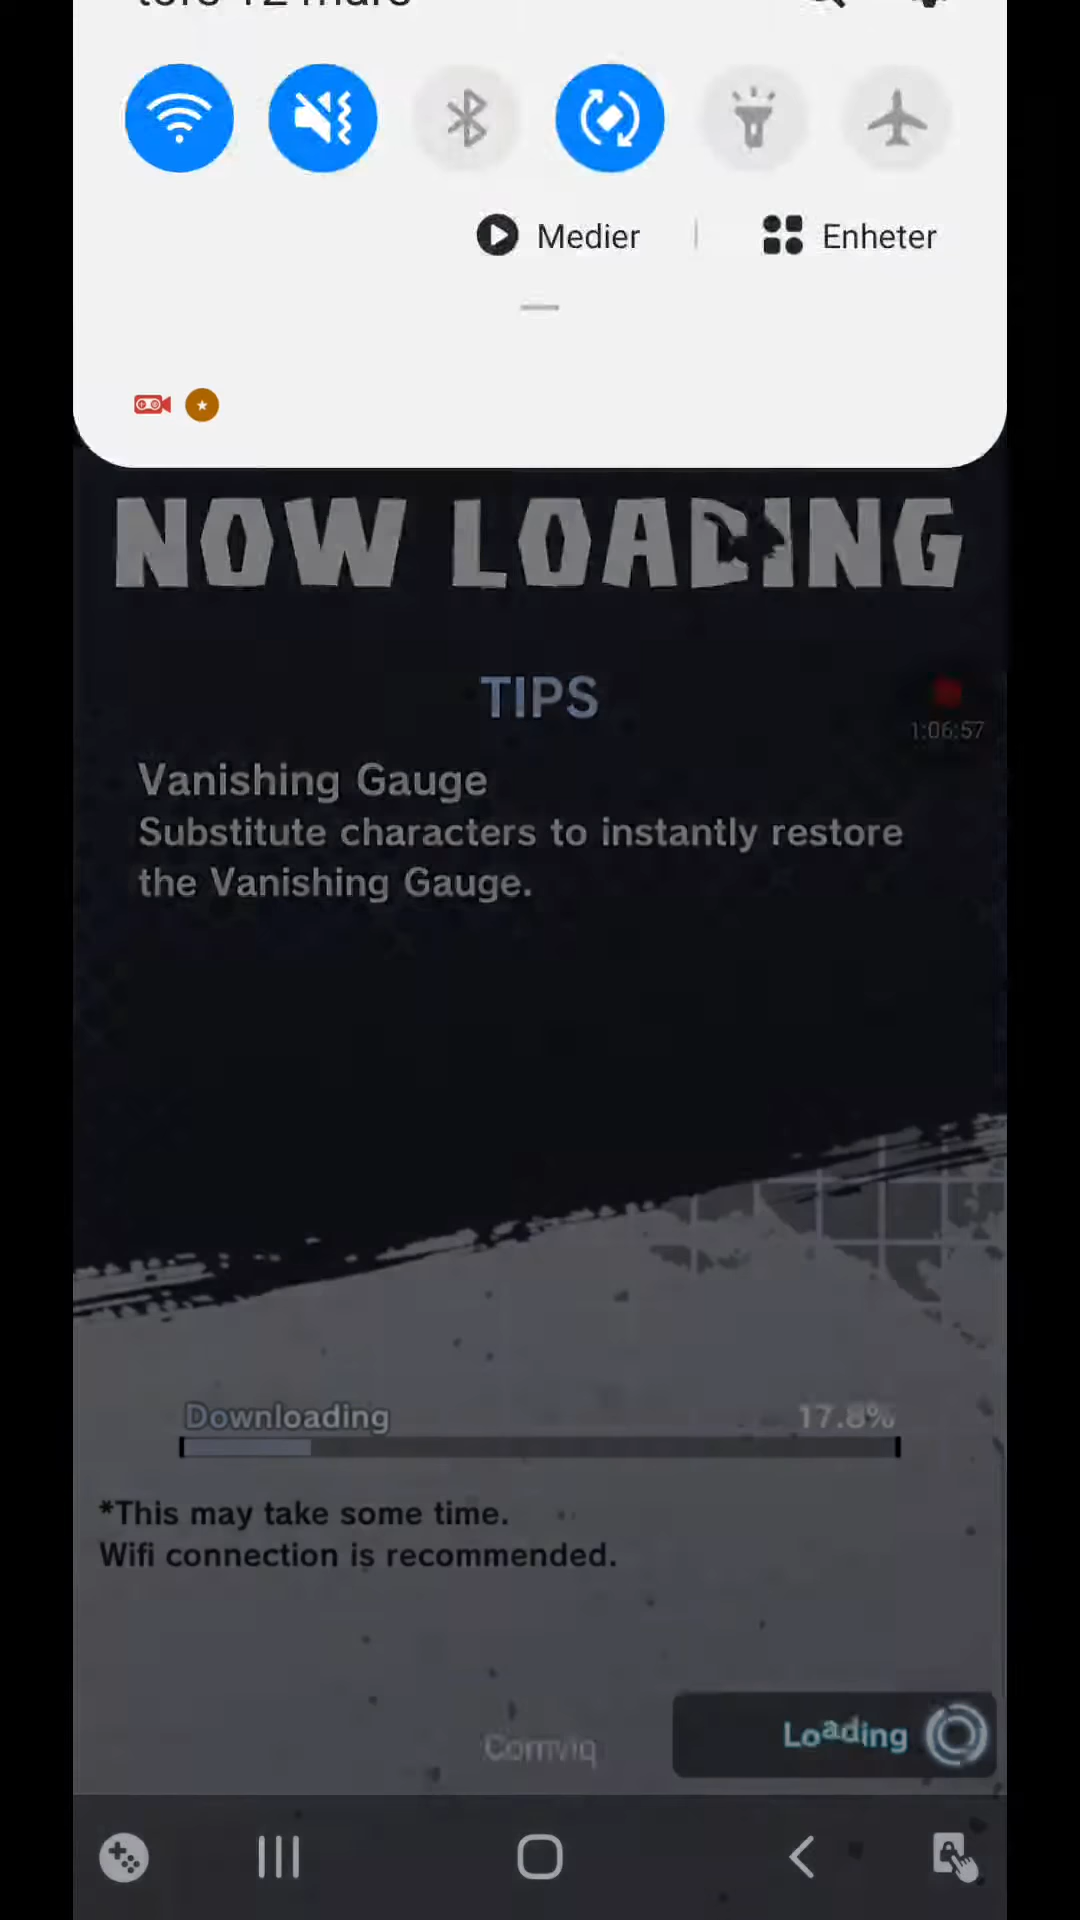 Medier
Enheter
NOW LOADING
TIPS
1:06:57
Vanishing Gauge
Substitute characters to instantly restore
the Vanishing Gauge.
Downloading 17.8%
*This may take some time.
Wifi connection is recommended.
Loading
Comviq